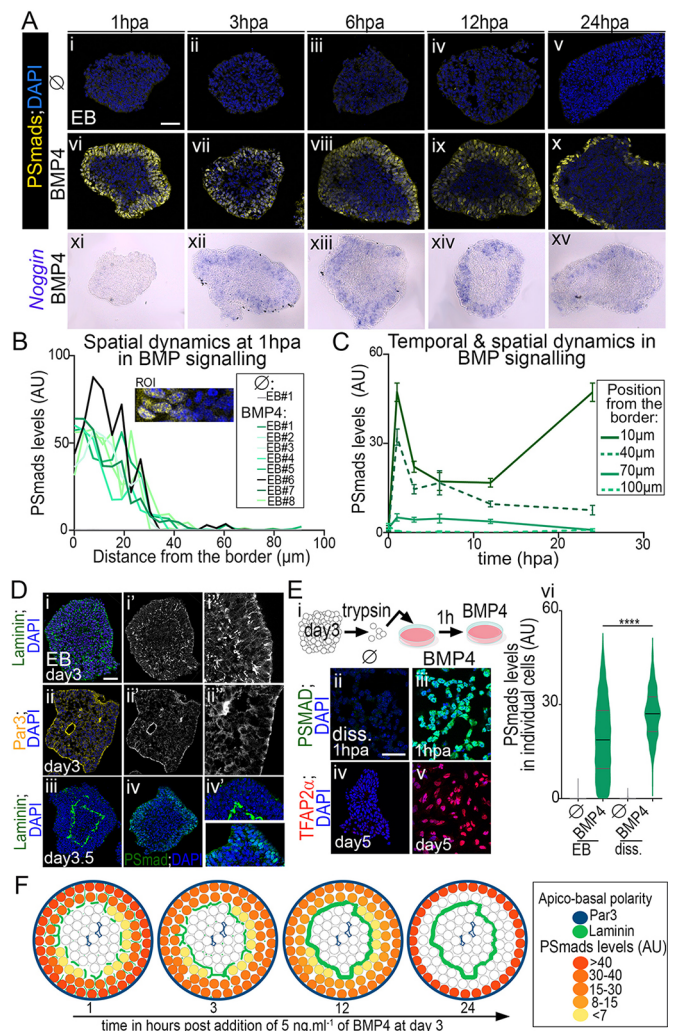 A
1hpa 3hpa 6hpa 12hpa 24hpa
PSmads;DAPI
∅
i ii iii iv v
EB
BMP4
vi vii viii ix x
Noggin
BMP4
xi xii xiii xiv xv
B
Spatial dynamics at 1hpa
in BMP signalling
PSmads levels (AU)
100
50
0
0 20 40 60 80 100
Distance from the border (µm)
ROI
∅:
EB#1
BMP4:
EB#1
EB#2
EB#3
EB#4
EB#5
EB#6
EB#7
EB#8
C
Temporal & spatial dynamics in
BMP signalling
PSmads levels (AU)
60
30
0
0 10 20 30
time (hpa)
Position
from the
border:
10µm
40µm
70µm
100µm
D
Laminin;
DAPI
i i' i''
EB
day3
Par3;
DAPI
ii ii' ii''
day3
Laminin;
DAPI
iii iv iv'
day3.5 PSmad;DAPI
E
i
day3
trypsin
1h
BMP4
∅ BMP4
PSMAD;
DAPI
ii iii
diss.
1hpa 1hpa
TFAP2α;
DAPI
iv v
day5 day5
vi
PSmads levels
in individual cells (AU)
60
30
0
****
∅ BMP4 ∅ BMP4
EB diss.
F
1 3 12 24
time in hours post addition of 5 ng.ml⁻¹ of BMP4 at day 3
Apico-basal polarity
Par3
Laminin
PSmads levels (AU)
>40
30-40
15-30
8-15
<7